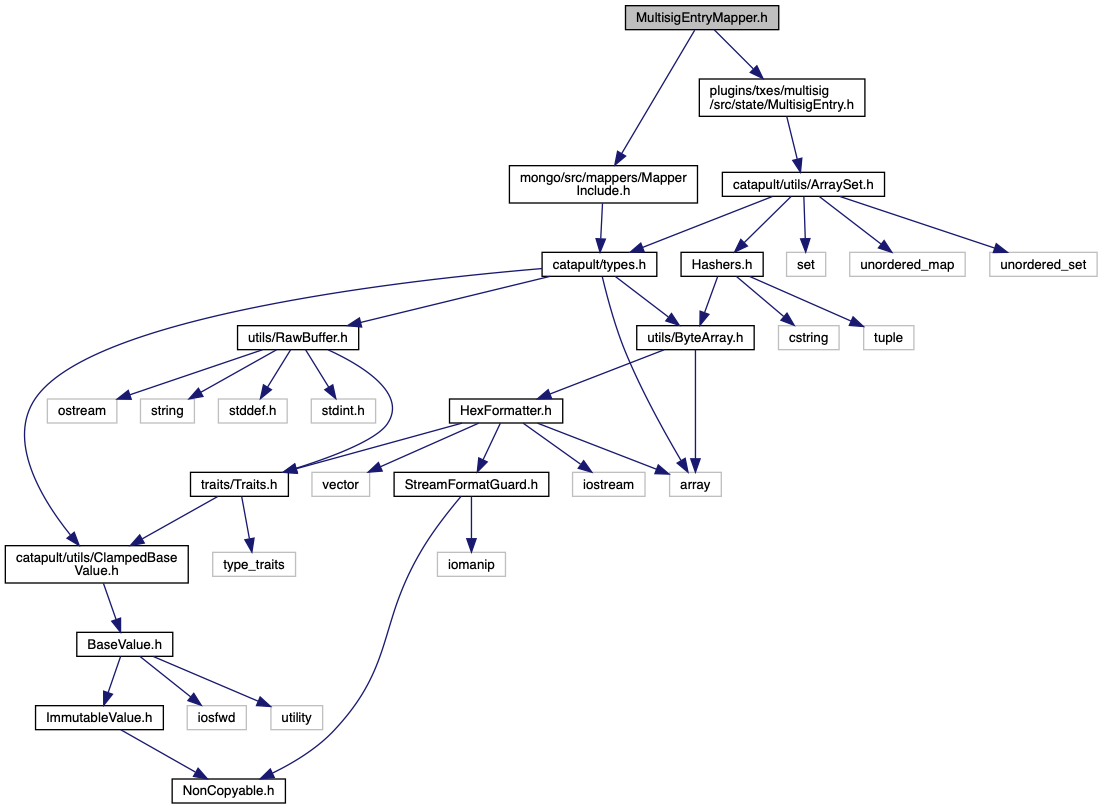 MultisigEntryMapper.h
plugins/txes/multisig
/src/state/MultisigEntry.h
mongo/src/mappers/Mapper
Include.h
catapult/utils/ArraySet.h
catapult/types.h
Hashers.h
set
unordered_map
unordered_set
utils/RawBuffer.h
utils/ByteArray.h
cstring
tuple
ostream
string
stddef.h
stdint.h
HexFormatter.h
traits/Traits.h
vector
StreamFormatGuard.h
iostream
array
catapult/utils/ClampedBase
Value.h
type_traits
iomanip
BaseValue.h
ImmutableValue.h
iosfwd
utility
NonCopyable.h